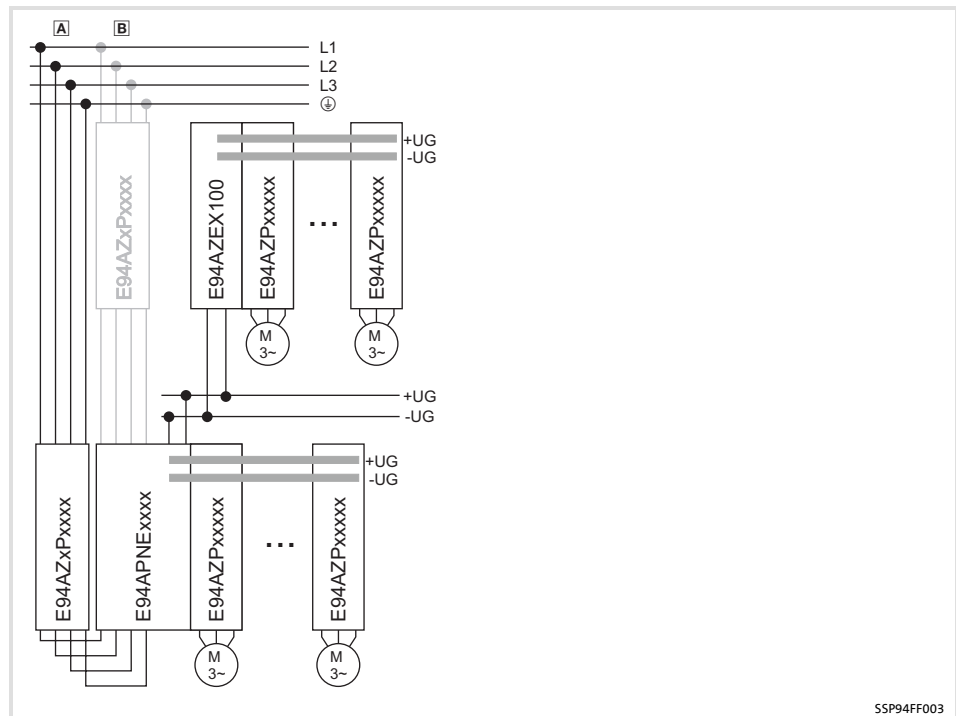 A B
L1
L2
L3
+UG
-UG
E94AZxPxxxx
E94AZEX100
E94AZPxxxxx
...
E94AZPxxxxx
M
3~
M
3~
+UG
-UG
+UG
-UG
E94AZxPxxxx
E94APNExxxx
E94AZPxxxxx
...
E94AZPxxxxx
M
3~
M
3~
SSP94FF003